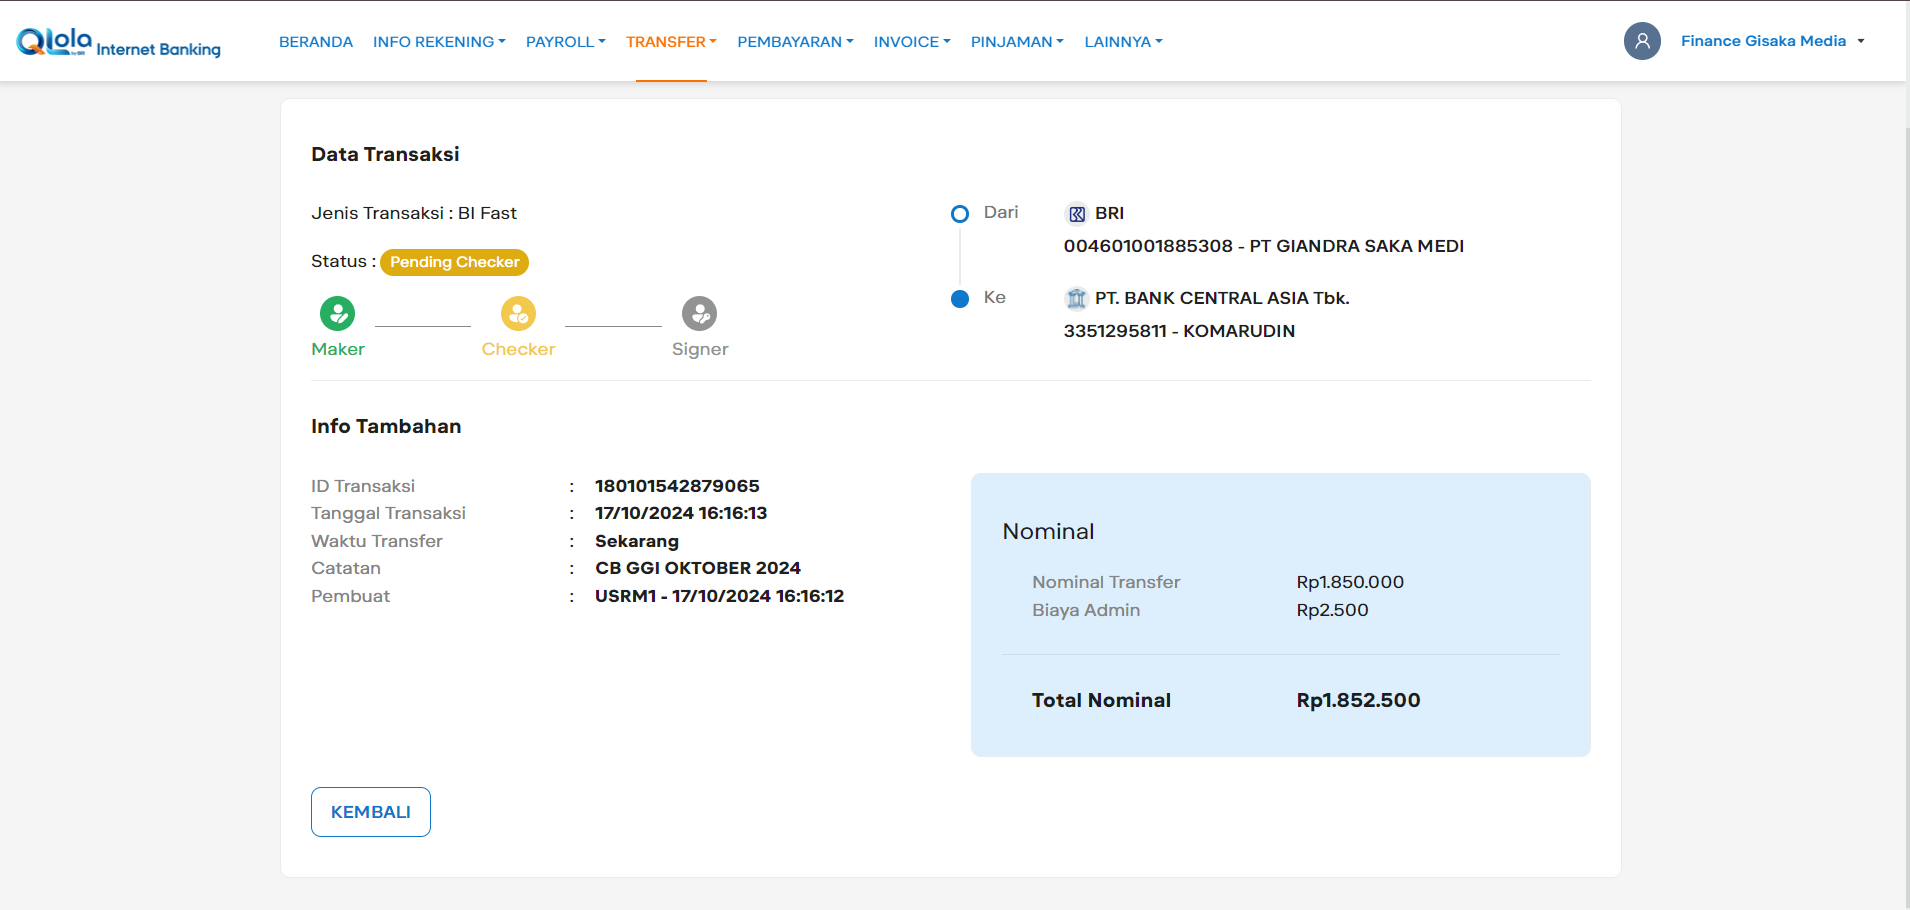 Qlola by BRI Internet Banking
BERANDA INFO REKENING PAYROLL TRANSFER PEMBAYARAN INVOICE PINJAMAN LAINNYA
Finance Gisaka Media
Data Transaksi
Jenis Transaksi : BI Fast
Status : Pending Checker
Maker Checker Signer
Dari BRI
004601001885308 - PT GIANDRA SAKA MEDI
Ke PT. BANK CENTRAL ASIA Tbk.
3351295811 - KOMARUDIN
Info Tambahan
ID Transaksi : 180101542879065
Tanggal Transaksi : 17/10/2024 16:16:13
Waktu Transfer : Sekarang
Catatan : CB GGI OKTOBER 2024
Pembuat : USRM1 - 17/10/2024 16:16:12
Nominal
Nominal Transfer Rp1.850.000
Biaya Admin Rp2.500
Total Nominal Rp1.852.500
KEMBALI